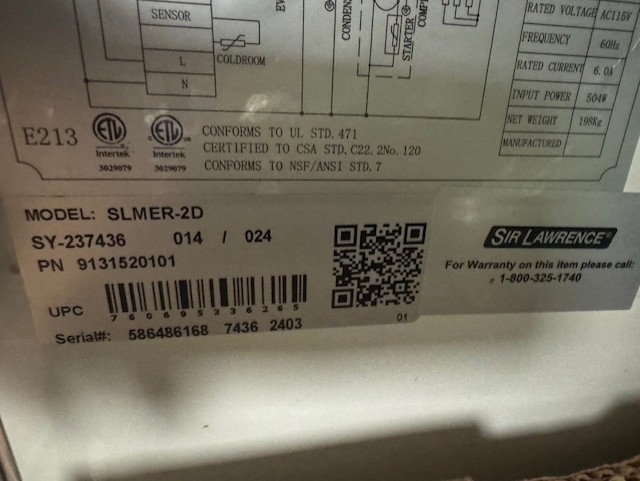 SENSOR
L
COLDROOM
N
STARTER
RATED VOLTAGE AC115V
FREQUENCY 60Hz
RATED CURRENT 6.0A
INPUT POWER 504W
NET WEIGHT 198Kg
MANUFACTURED
E213
ETL ETL
Intertek Intertek
3029079 3029079
CONFORMS TO UL STD. 471
CERTIFIED TO CSA STD. C22. 2No. 120
CONFORMS TO NSF/ANSI STD. 7
MODEL: SLMER-2D
SY-237436 014 / 024
PN 9131520101
UPC
760695336265
Serial#: 586486168 7436 2403
01
SIR LAWRENCE
For Warranty on this item please call:
1-800-325-1740